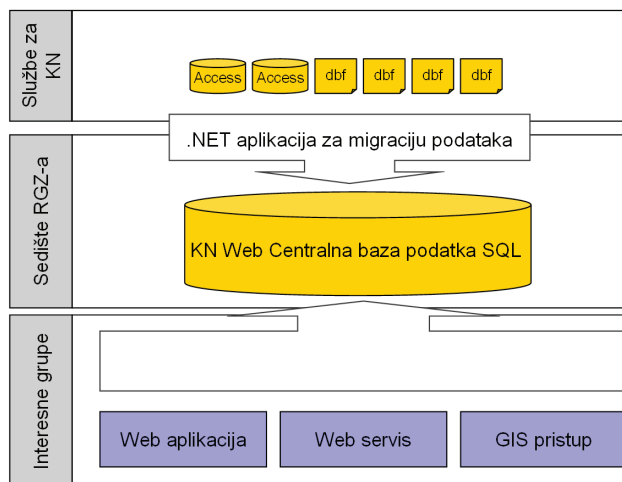 Službe za
KN
Access
Access
dbf
dbf
dbf
dbf
.NET aplikacija za migraciju podataka
Sedište RGZ-a
KN Web Centralna baza podatka SQL
Interesne grupe
Web aplikacija
Web servis
GIS pristup